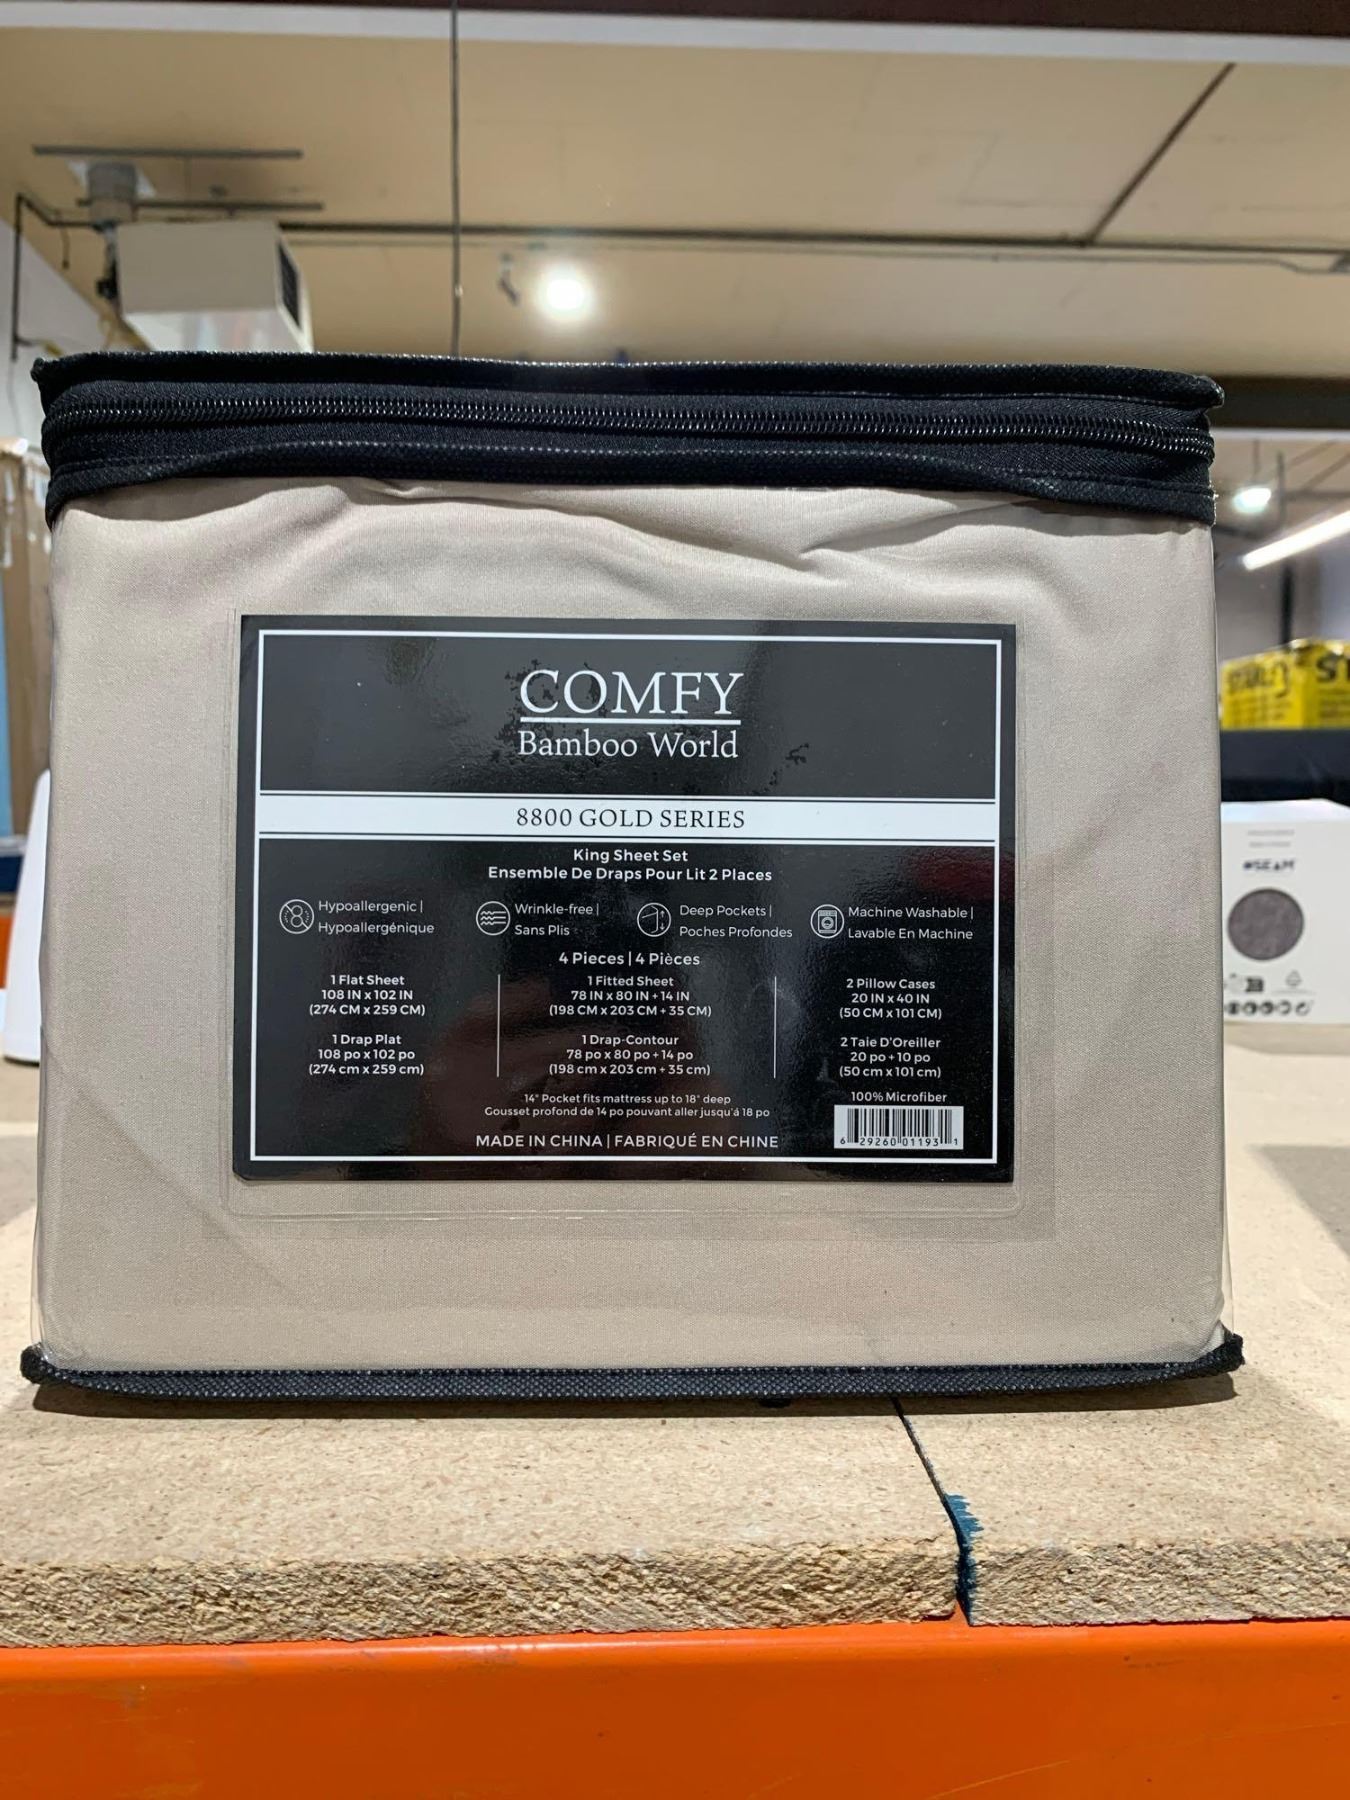 COMFY
Bamboo World
8800 GOLD SERIES
King Sheet Set
Ensemble De Draps Pour Lit 2 Places
Hypoallergenic |
Hypoallergénique
Wrinkle-free |
Sans Plis
Deep Pockets |
Poches Profondes
Machine Washable |
Lavable En Machine
4 Pieces | 4 Pièces
1 Flat Sheet
108 IN x 102 IN
(274 CM x 259 CM)
1 Drap Plat
108 po x 102 po
(274 cm x 259 cm)
1 Fitted Sheet
78 IN x 80 IN + 14 IN
(198 CM x 203 CM + 35 CM)
1 Drap-Contour
78 po x 80 po + 14 po
(198 cm x 203 cm + 35 cm)
2 Pillow Cases
20 IN x 40 IN
(50 CM x 101 CM)
2 Taie D'Oreiller
20 po + 10 po
(50 cm x 101 cm)
14" Pocket fits mattress up to 18" deep
Gousset profond de 14 po pouvant aller jusqu'à 18 po
100% Microfiber
MADE IN CHINA | FABRIQUÉ EN CHINE
6 29260 01193 1